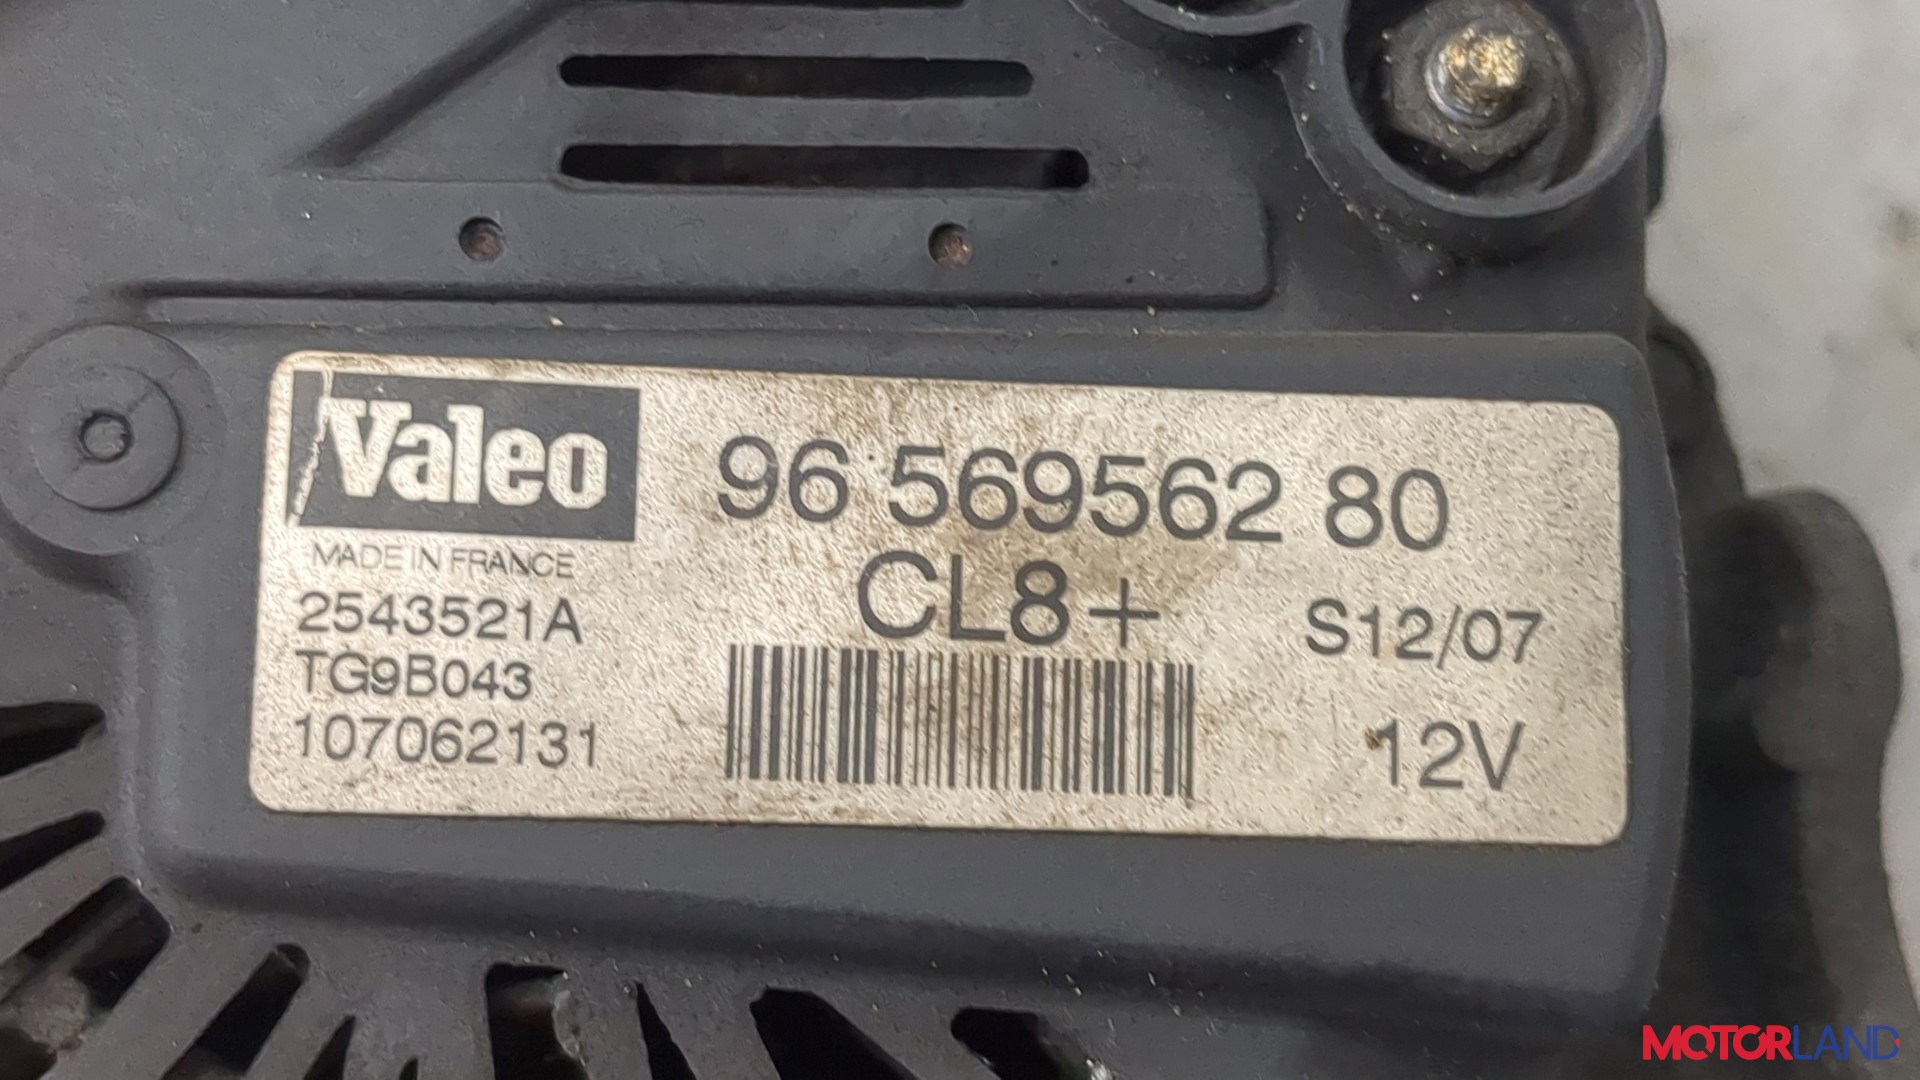 Valeo
96 569562 80
MADE IN FRANCE
CL8+
2543521A
S12/07
TG9B043
107062131
12V
MOTORLAND